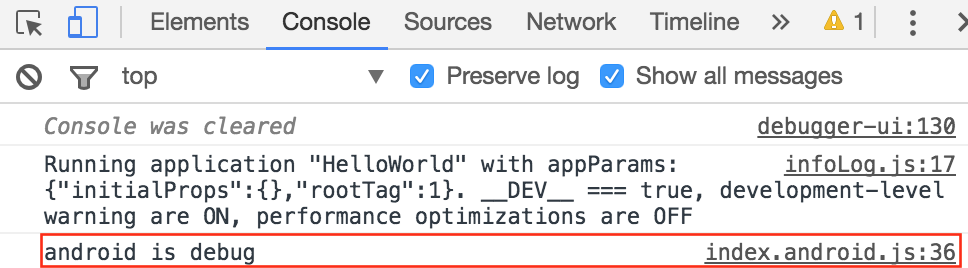 Elements Console Sources Network Timeline » 1
top Preserve log Show all messages
Console was cleared debugger-ui:130
Running application "HelloWorld" with appParams: infoLog.js:17
{"initialProps":{},"rootTag":1}. __DEV__ === true, development-level
warning are ON, performance optimizations are OFF
android is debug index.android.js:36